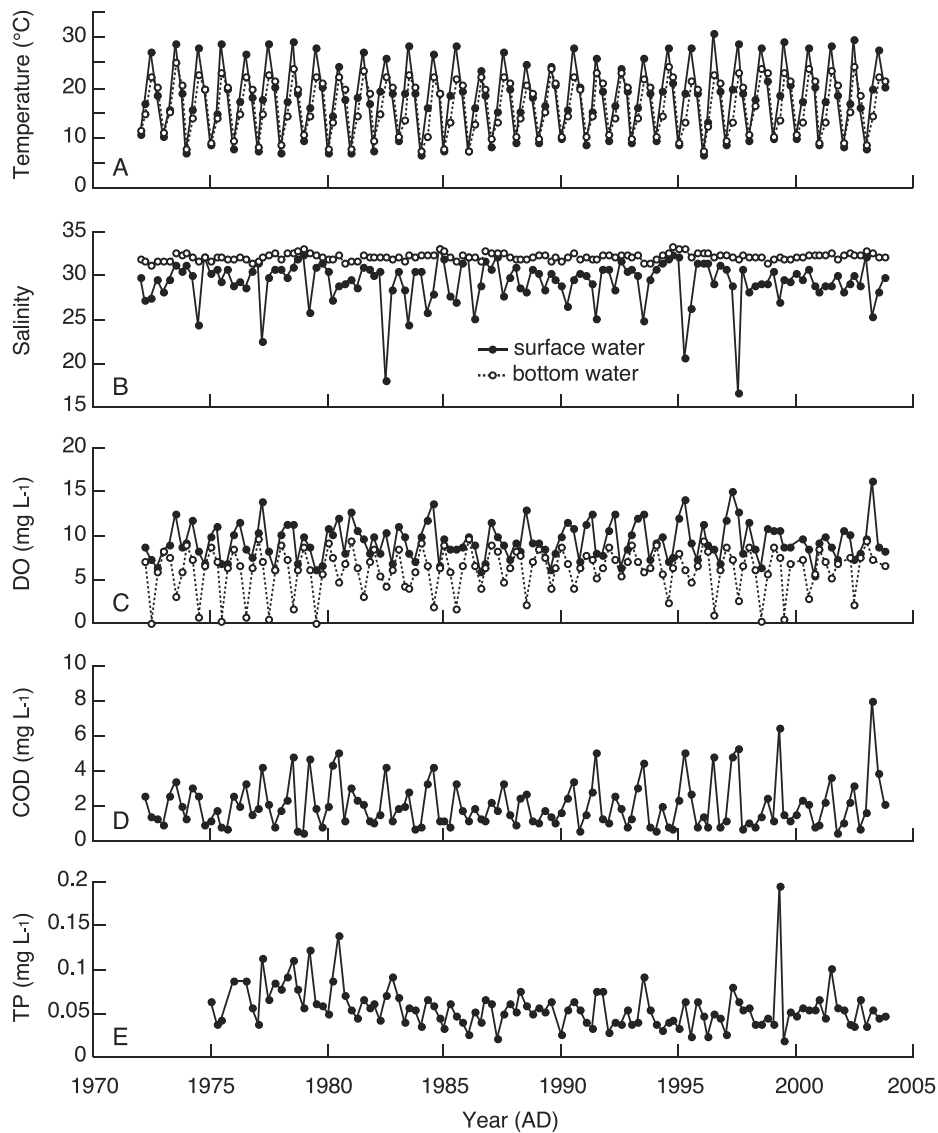 Temperature (°C)
30
20
10
0
A
Salinity
35
30
25
20
15
surface water
bottom water
B
DO (mg L-1)
20
15
10
5
0
C
COD (mg L-1)
10
8
6
4
2
0
D
TP (mg L-1)
0.2
0.15
0.1
0.05
0
E
1970 1975 1980 1985 1990 1995 2000 2005
Year (AD)